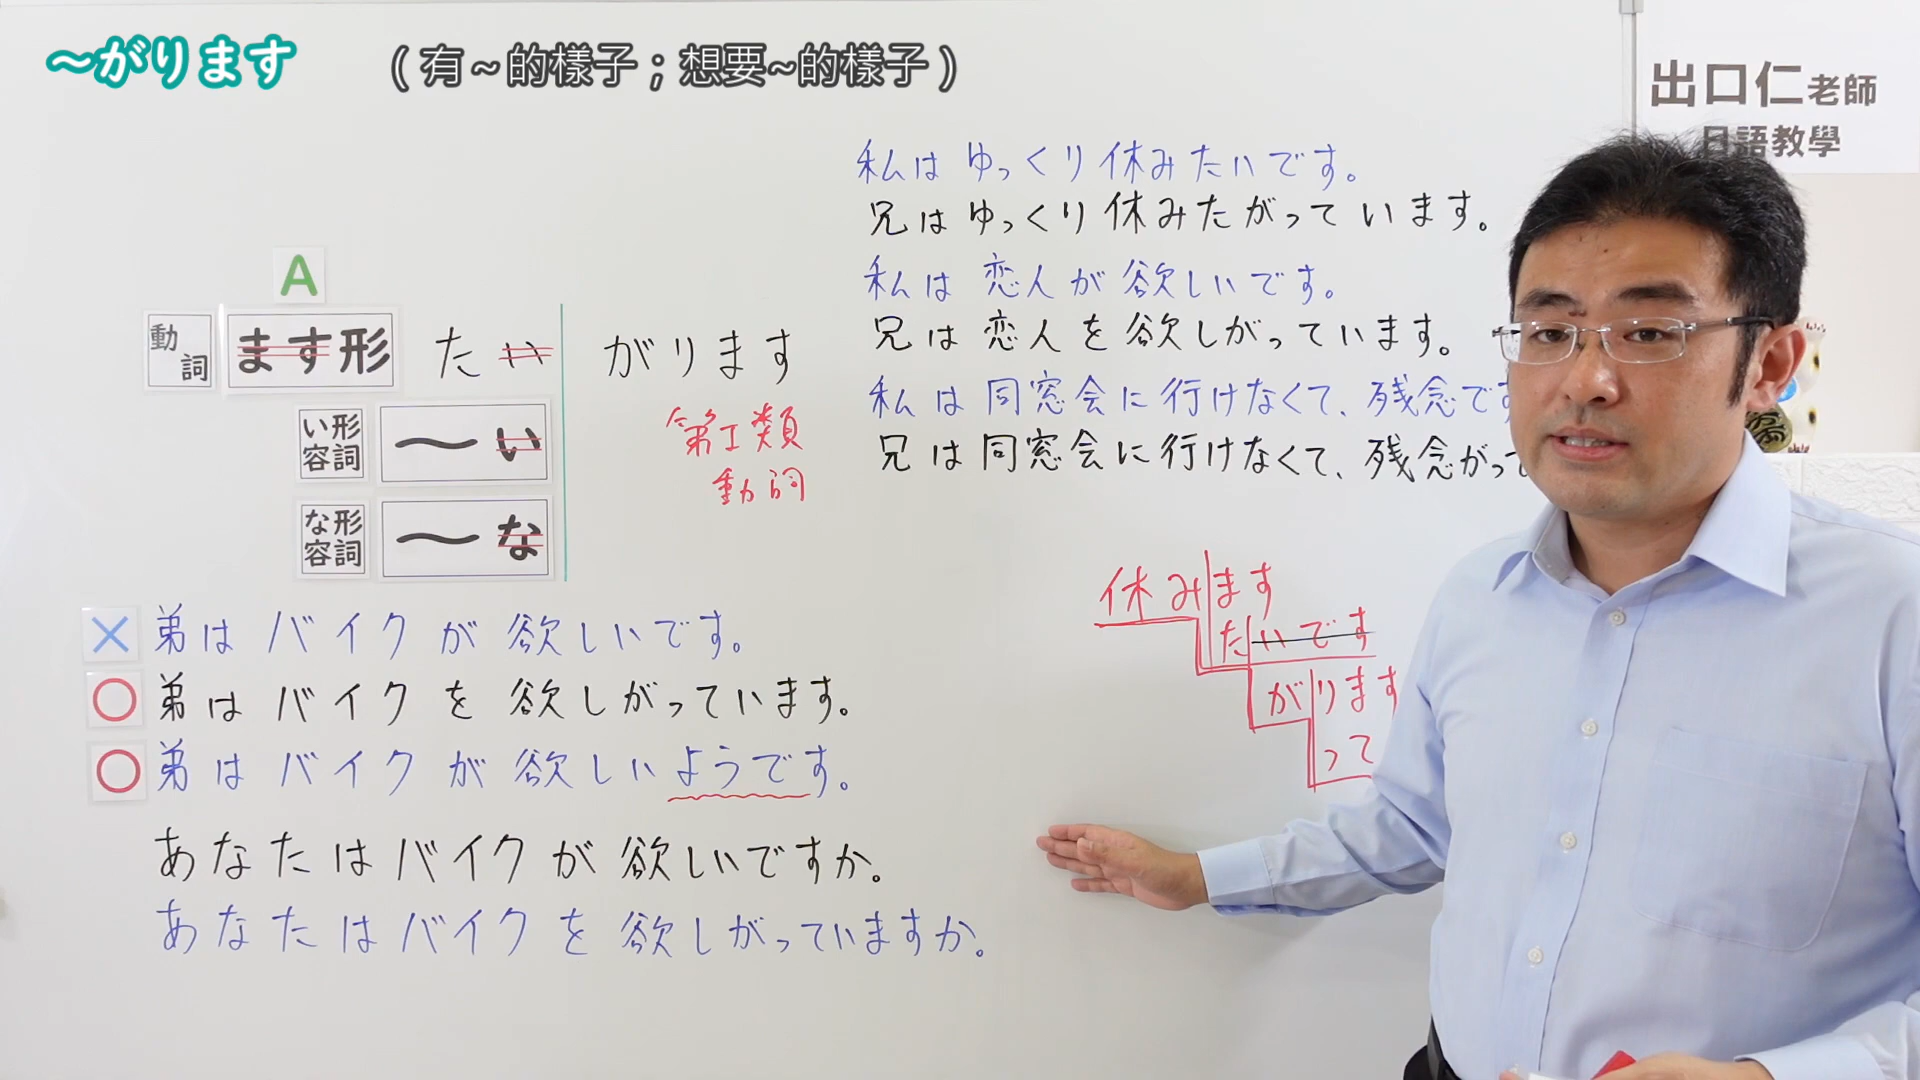 ～がります
(有~的樣子；想要~的樣子)
出口仁老師
日語教學
A
動詞 ます形 たい がります
い形容詞 ～い
な形容詞 ～な
第I類
動詞
私はゆっくり休みたいです。
兄はゆっくり休みたがっています。
私は恋人が欲しいです。
兄は恋人を欲しがっています。
私は同窓会に行けなくて、残念です
兄は同窓会に行けなくて、残念がって
休みます
たいです
がります
って
× 弟はバイクが欲しいです。
○ 弟はバイクを欲しがっています。
○ 弟はバイクが欲しいようです。
あなたはバイクが欲しいですか。
あなたはバイクを欲しがっていますか。